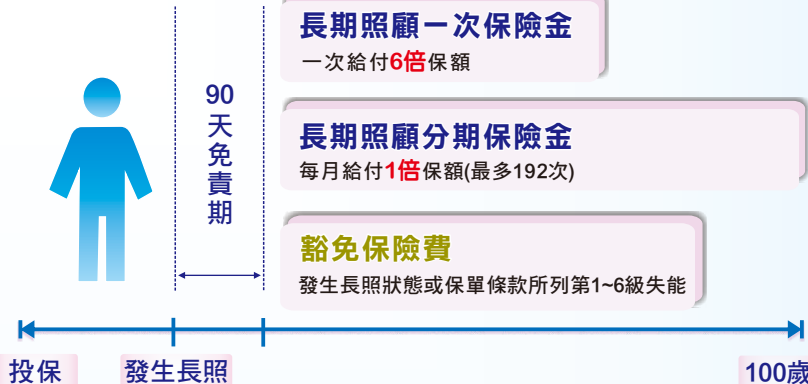 長期照顧一次保險金
一次給付6倍保額
90天免責期
長期照顧分期保險金
每月給付1倍保額(最多192次)
豁免保險費
發生長照狀態或保單條款所列第1~6級失能
投保
發生長照
100歲